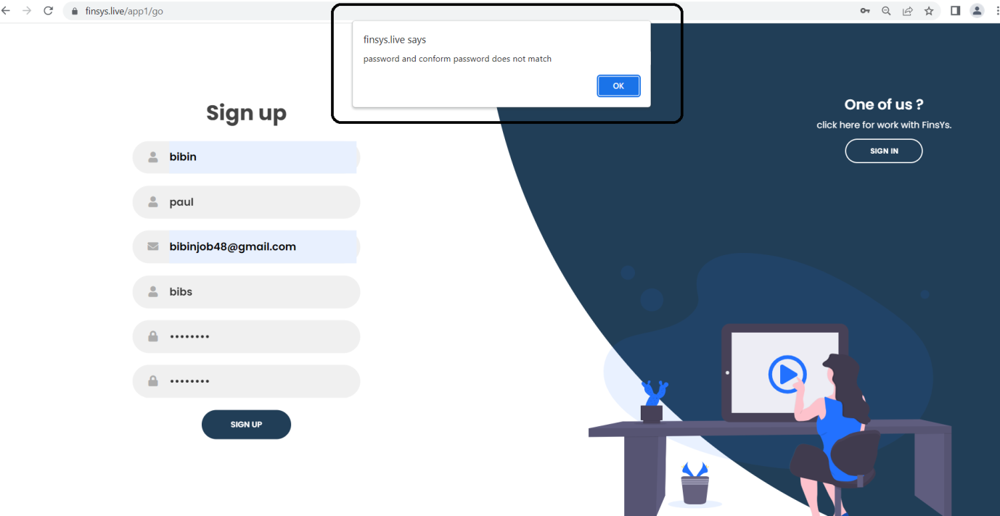 finsys.live/app1/go
finsys.live says
password and conform password does not match
OK
Sign up
bibin
paul
bibinjob48@gmail.com
bibs
••••••••
••••••••
SIGN UP
One of us ?
click here for work with FinsYs.
SIGN IN